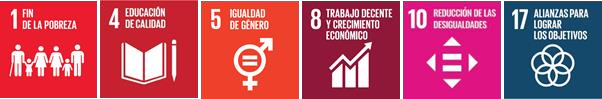 1 FIN
DE LA POBREZA
4 EDUCACIÓN
DE CALIDAD
5 IGUALDAD
DE GÉNERO
8 TRABAJO DECENTE
Y CRECIMIENTO
ECONÓMICO
10 REDUCCIÓN DE LAS
DESIGUALDADES
17 ALIANZAS PARA
LOGRAR
LOS OBJETIVOS